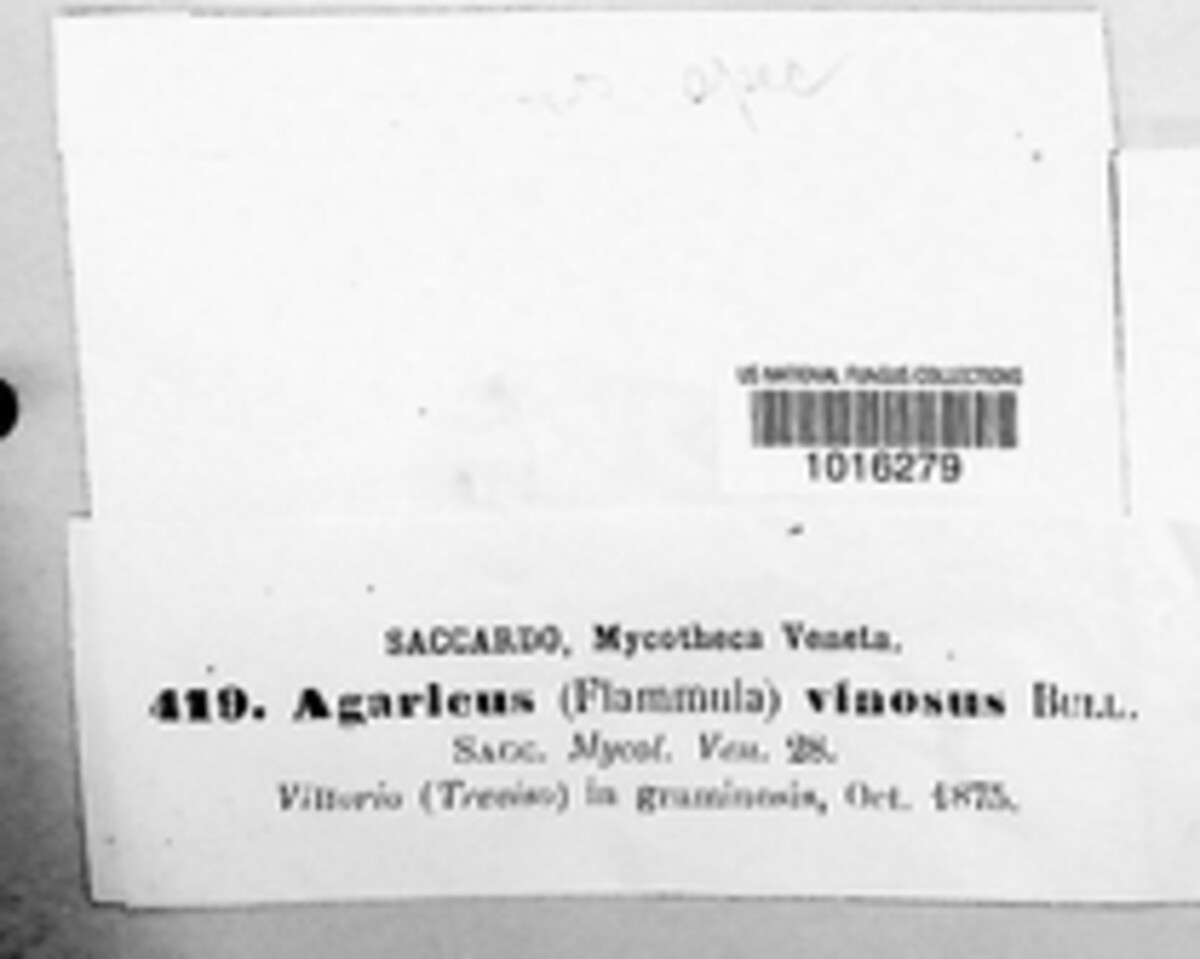 spec
US NATIONAL FUNGUS COLLECTIONS
1016279
SACCARDO, Mycotheca Veneta.
419. Agaricus (Flammula) vinosus BULL.
SACC. Mycol. Ven. 28.
Vittorio (Treviso) in graminosis, Oct. 1875.